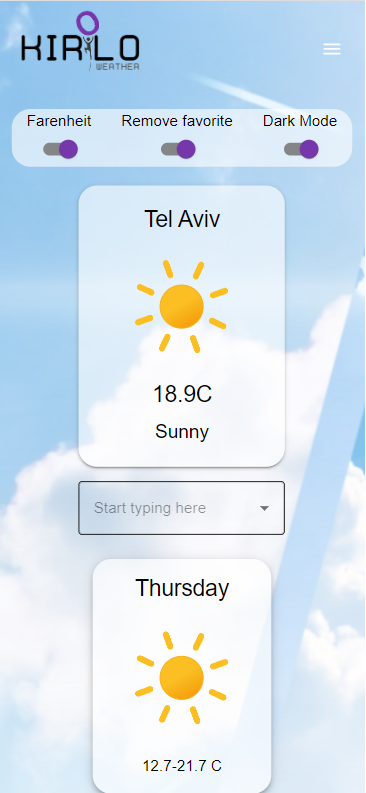 KIRILO
WEATHER
Farenheit Remove favorite Dark Mode
Tel Aviv
18.9C
Sunny
Start typing here
Thursday
12.7-21.7 C